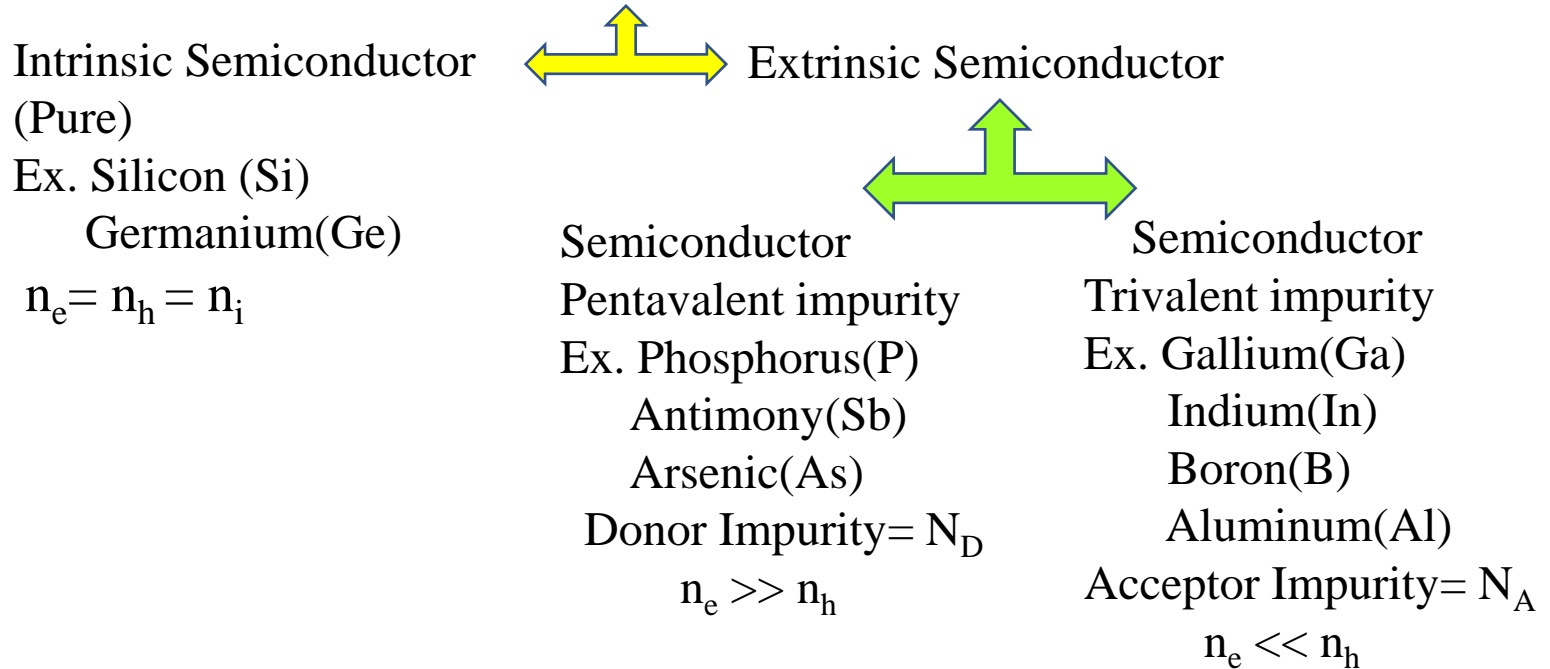 Intrinsic Semiconductor
(Pure)
Ex. Silicon (Si)
Germanium(Ge)
nₑ= nₕ = nᵢ
Extrinsic Semiconductor
Semiconductor
Pentavalent impurity
Ex. Phosphorus(P)
Antimony(Sb)
Arsenic(As)
Donor Impurity= N_D
nₑ >> nₕ
Semiconductor
Trivalent impurity
Ex. Gallium(Ga)
Indium(In)
Boron(B)
Aluminum(Al)
Acceptor Impurity= N_A
nₑ << nₕ